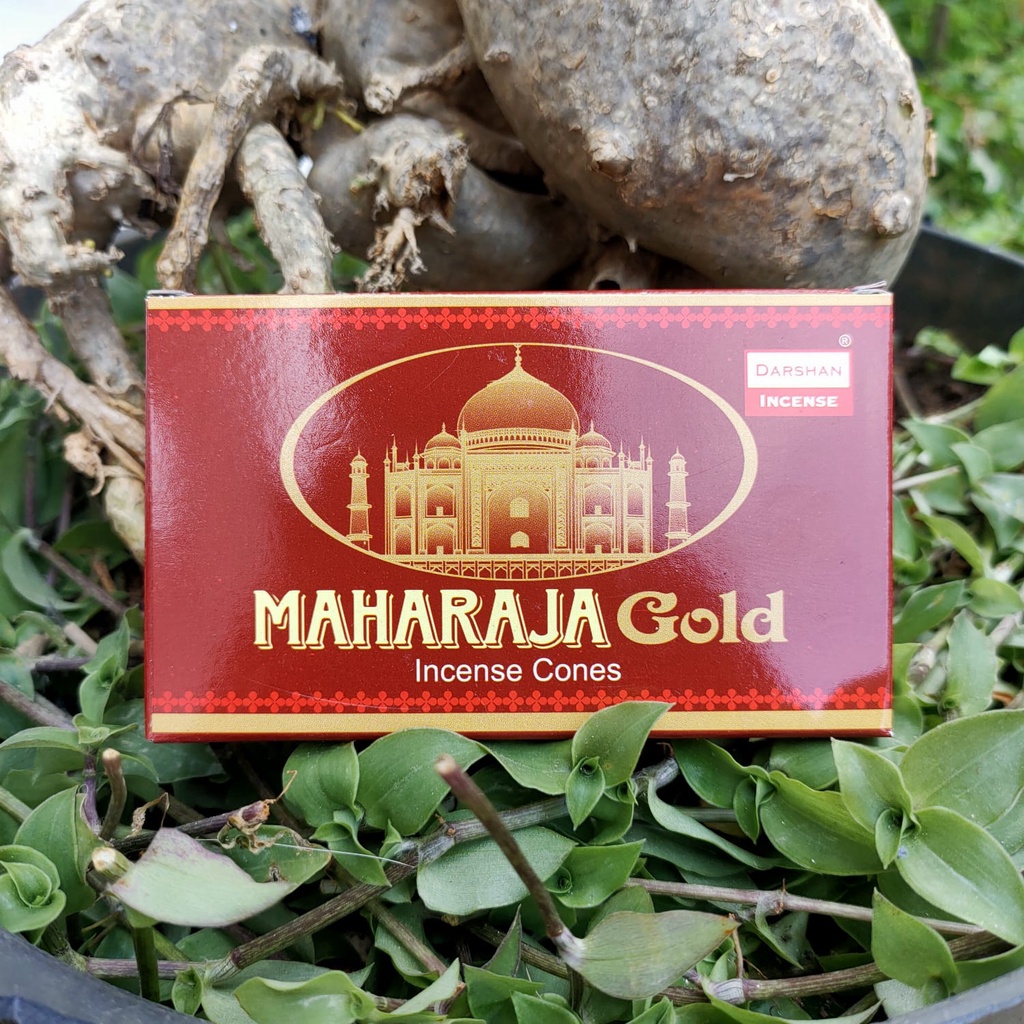 ®
DARSHAN
INCENSE
MAHARAJA Gold
Incense Cones